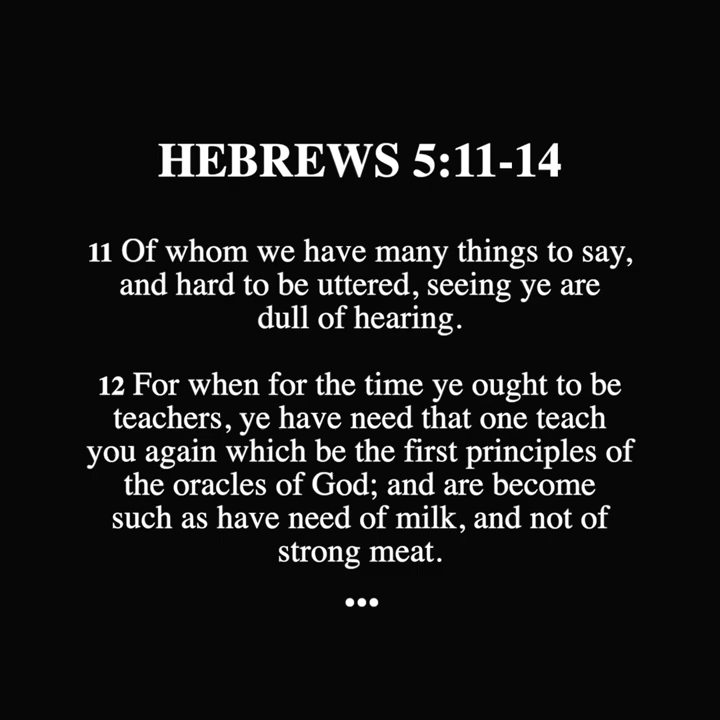 HEBREWS 5:11-14
11 Of whom we have many things to say,
and hard to be uttered, seeing ye are
dull of hearing.
12 For when for the time ye ought to be
teachers, ye have need that one teach
you again which be the first principles of
the oracles of God; and are become
such as have need of milk, and not of
strong meat.
•••